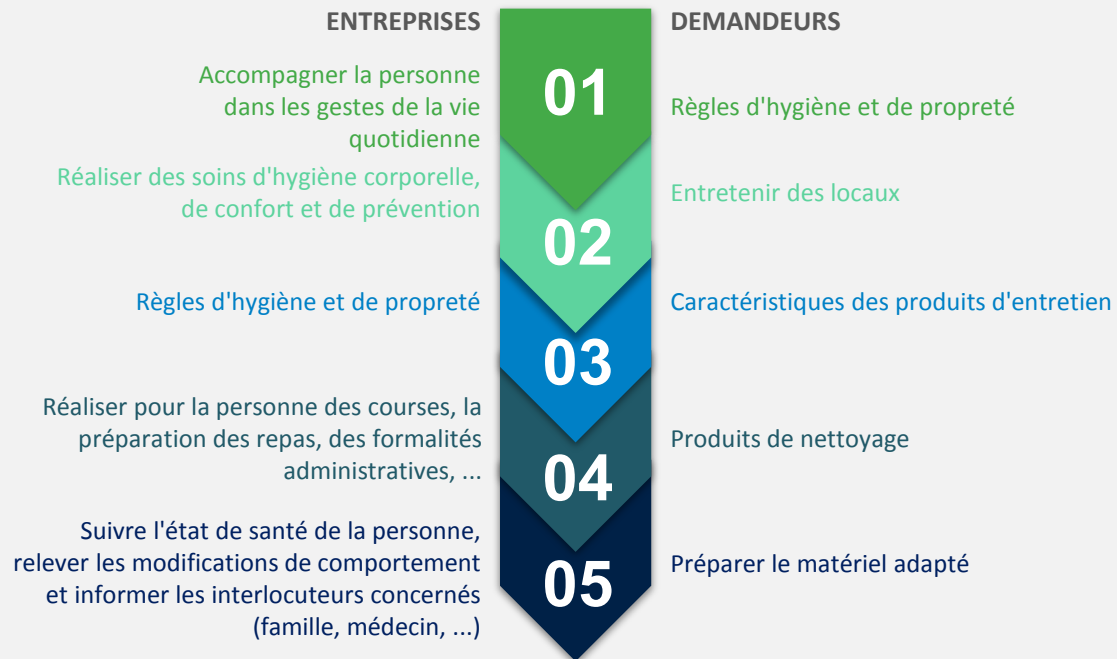 ENTREPRISES
DEMANDEURS
Accompagner la personne
dans les gestes de la vie
quotidienne
01
Règles d'hygiène et de propreté
Réaliser des soins d'hygiène corporelle,
de confort et de prévention
02
Entretenir des locaux
Règles d'hygiène et de propreté
03
Caractéristiques des produits d'entretien
Réaliser pour la personne des courses, la
préparation des repas, des formalités
administratives, ...
04
Produits de nettoyage
Suivre l'état de santé de la personne,
relever les modifications de comportement
et informer les interlocuteurs concernés
(famille, médecin, ...)
05
Préparer le matériel adapté